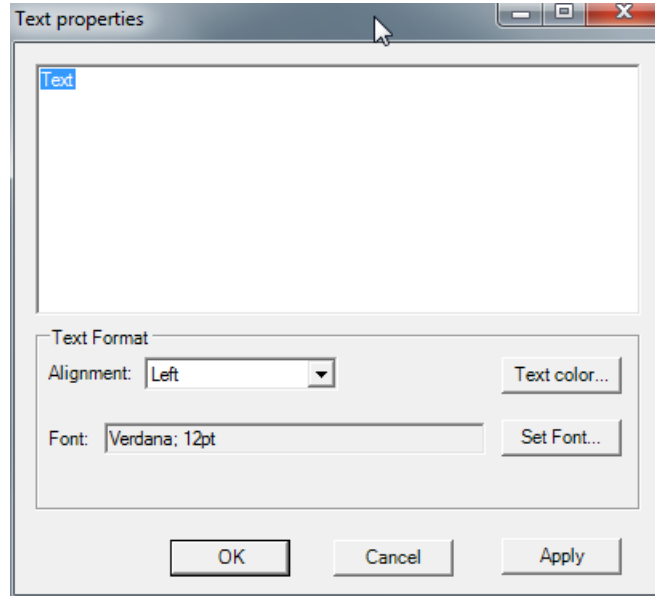 Text properties
Text
Text Format
Alignment: Left Text color...
Font: Verdana; 12pt Set Font...
OK Cancel Apply